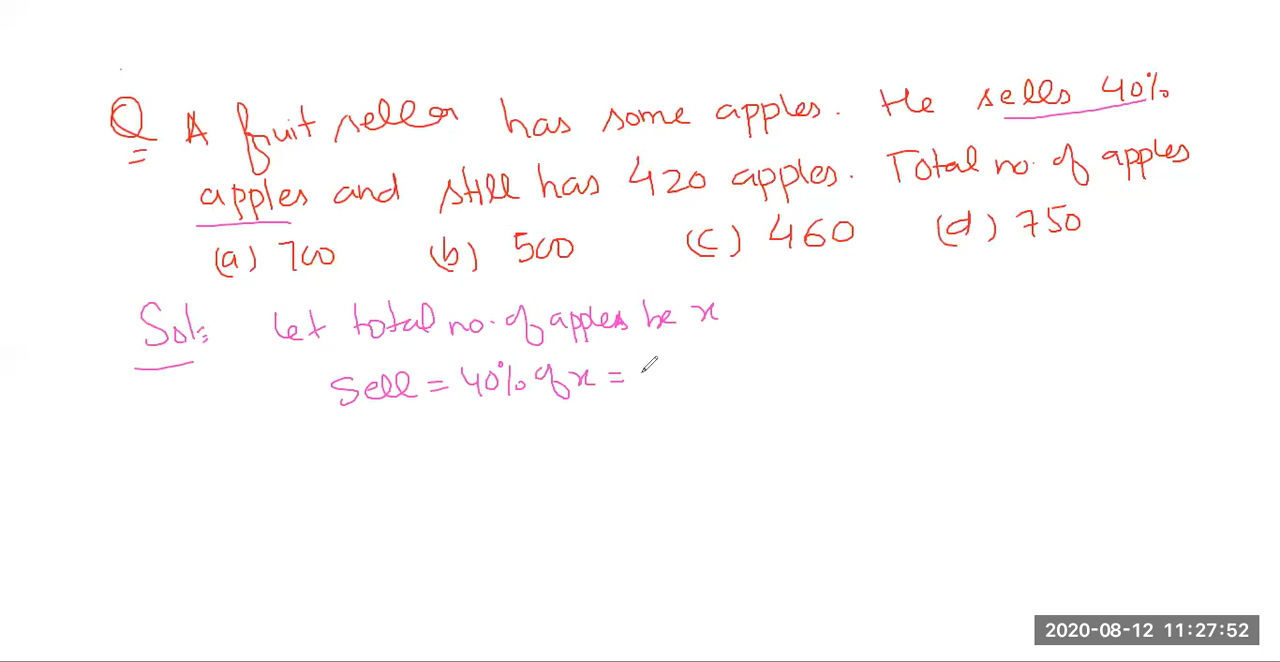 Q A fruit seller has some apples. He sells 40%
apples and still has 420 apples. Total no. of apples
(a) 700 (b) 500 (c) 460 (d) 750
Sol: Let total no. of apples be x
Sell = 40% of x =
2020-08-12 11:27:52